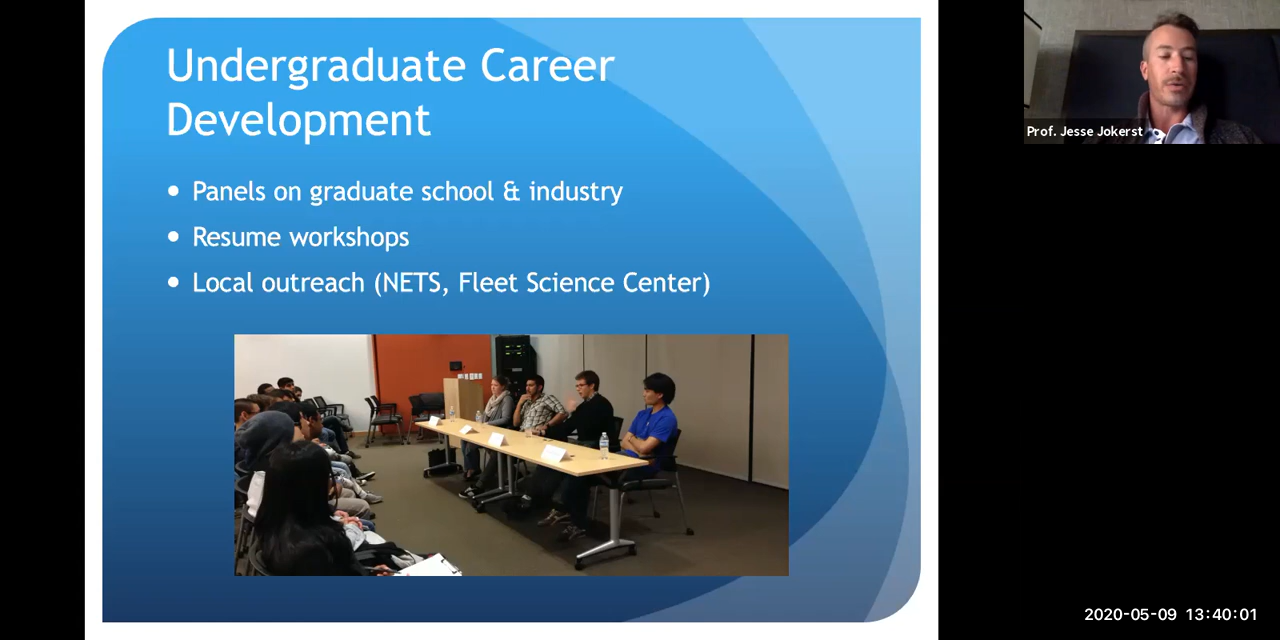 Undergraduate Career
Development
• Panels on graduate school & industry
• Resume workshops
• Local outreach (NETS, Fleet Science Center)
Prof. Jesse Jokerst
2020-05-09 13:40:01